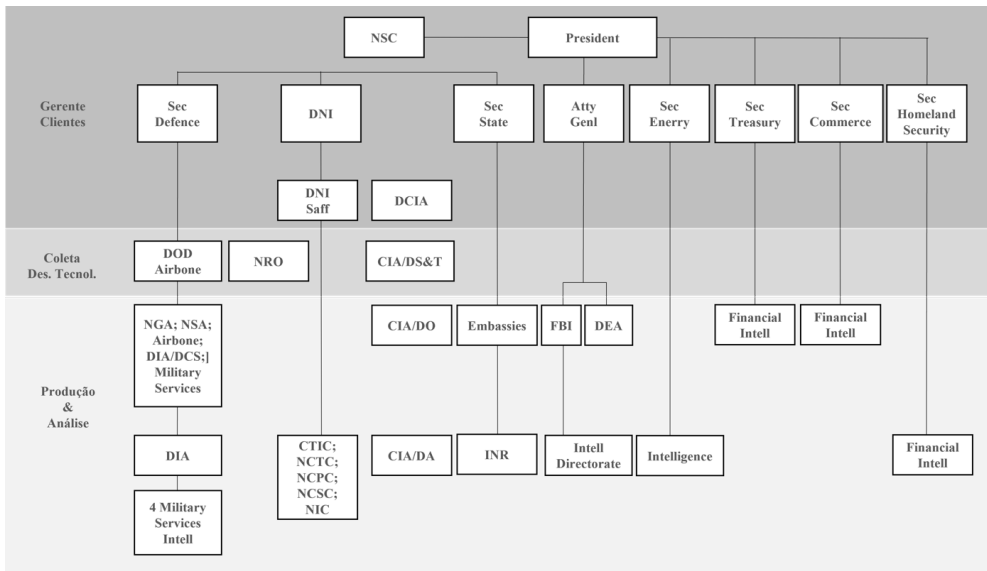 NSC
President
Gerente
Clientes
Sec
Defence
DNI
Sec
State
Atty
Genl
Sec
Enerry
Sec
Treasury
Sec
Commerce
Sec
Homeland
Security
DNI
Saff
DCIA
Coleta
Des. Tecnol.
DOD
Airbone
NRO
CIA/DS&T
Produção
&
Análise
NGA; NSA;
Airbone;
DIA/DCS;]
Military
Services
CIA/DO
Embassies
FBI
DEA
Financial
Intell
Financial
Intell
DIA
CTIC;
NCTC;
NCPC;
NCSC;
NIC
CIA/DA
INR
Intell
Directorate
Intelligence
Financial
Intell
4 Military
Services
Intell